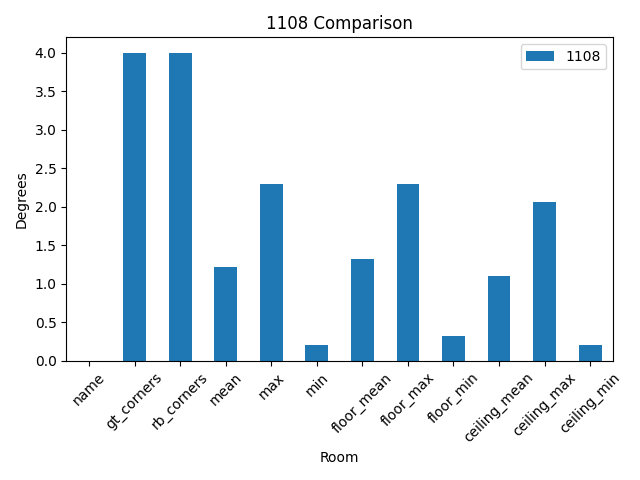 1108 Comparison
1108
Degrees
4.0
3.5
3.0
2.5
2.0
1.5
1.0
0.5
0.0
name
gt_corners
rb_corners
mean
max
min
floor_mean
floor_max
floor_min
ceiling_mean
ceiling_max
ceiling_min
Room